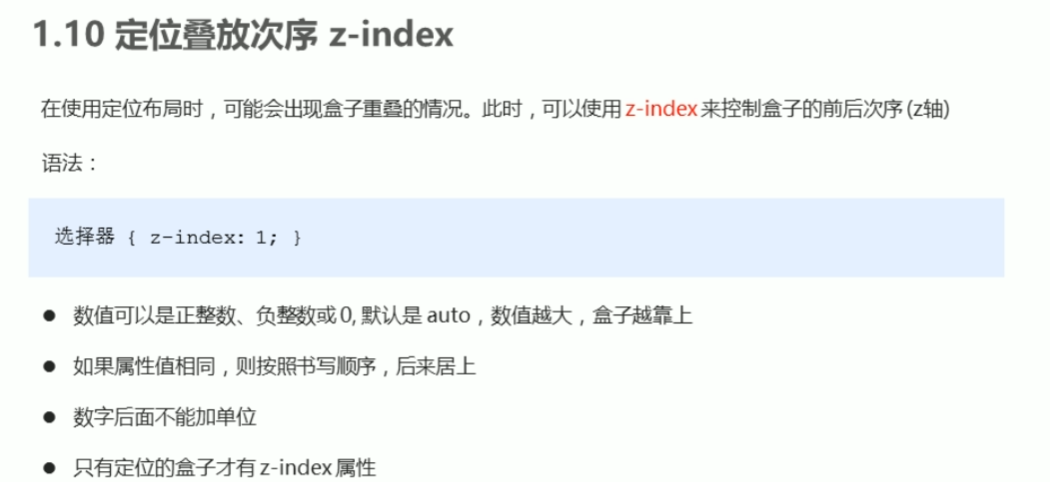 1.10 定位叠放次序 z-index
在使用定位布局时，可能会出现盒子重叠的情况。此时，可以使用 z-index 来控制盒子的前后次序 (z轴)
语法：
选择器 { z-index: 1; }
● 数值可以是正整数、负整数或 0, 默认是 auto，数值越大，盒子越靠上
● 如果属性值相同，则按照书写顺序，后来居上
● 数字后面不能加单位
● 只有定位的盒子才有 z-index 属性